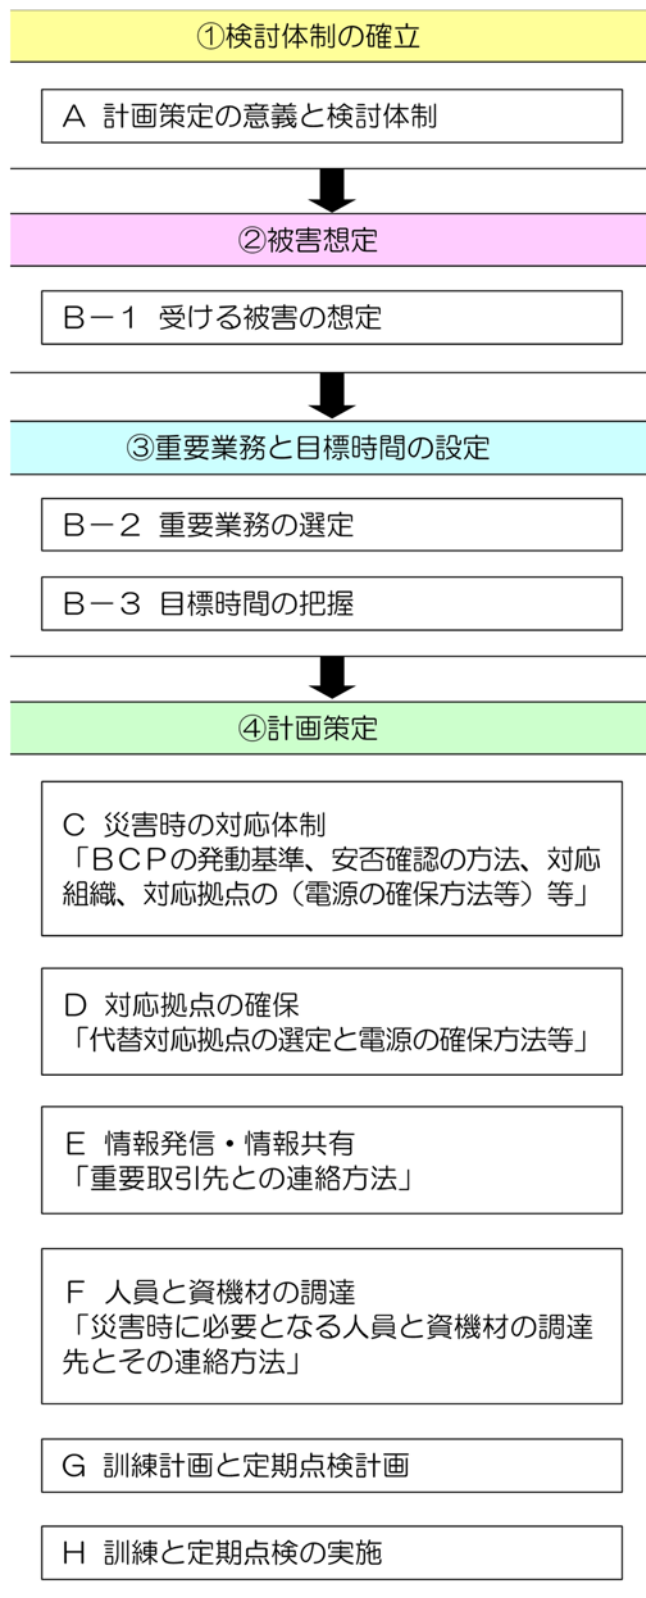 ①検討体制の確立
A 計画策定の意義と検討体制
②被害想定
B－1 受ける被害の想定
③重要業務と目標時間の設定
B－2 重要業務の選定
B－3 目標時間の把握
④計画策定
C 災害時の対応体制
「BCPの発動基準、安否確認の方法、対応
組織、対応拠点の（電源の確保方法等）等」
D 対応拠点の確保
「代替対応拠点の選定と電源の確保方法等」
E 情報発信・情報共有
「重要取引先との連絡方法」
F 人員と資機材の調達
「災害時に必要となる人員と資機材の調達
先とその連絡方法」
G 訓練計画と定期点検計画
H 訓練と定期点検の実施